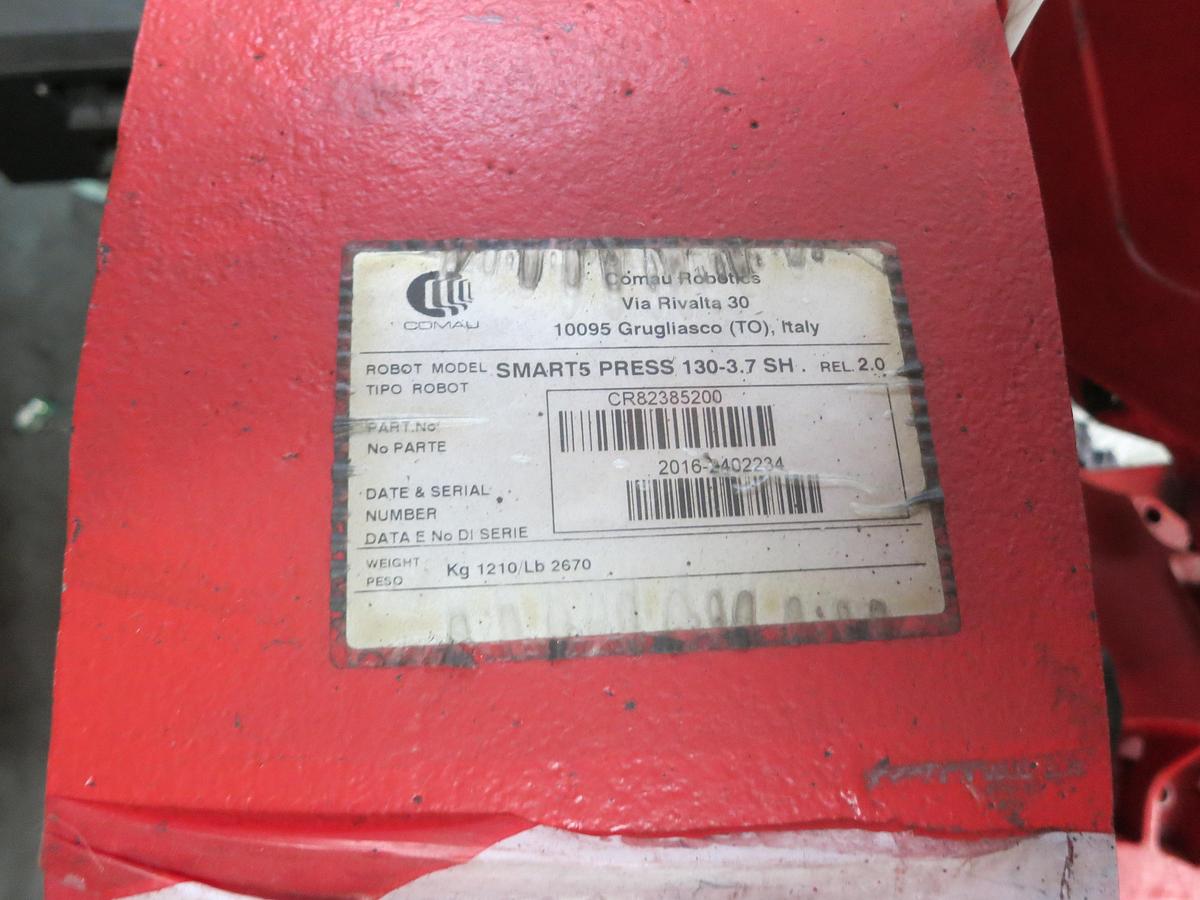 COMAU
Comau Robotics
Via Rivalta 30
10095 Grugliasco (TO), Italy
ROBOT MODEL SMART5 PRESS 130-3.7 SH . REL. 2.0
TIPO ROBOT
CR82385200
PART.No
No PARTE
2016-2402234
DATE & SERIAL
NUMBER
DATA E No DI SERIE
WEIGHT Kg 1210/Lb 2670
PESO